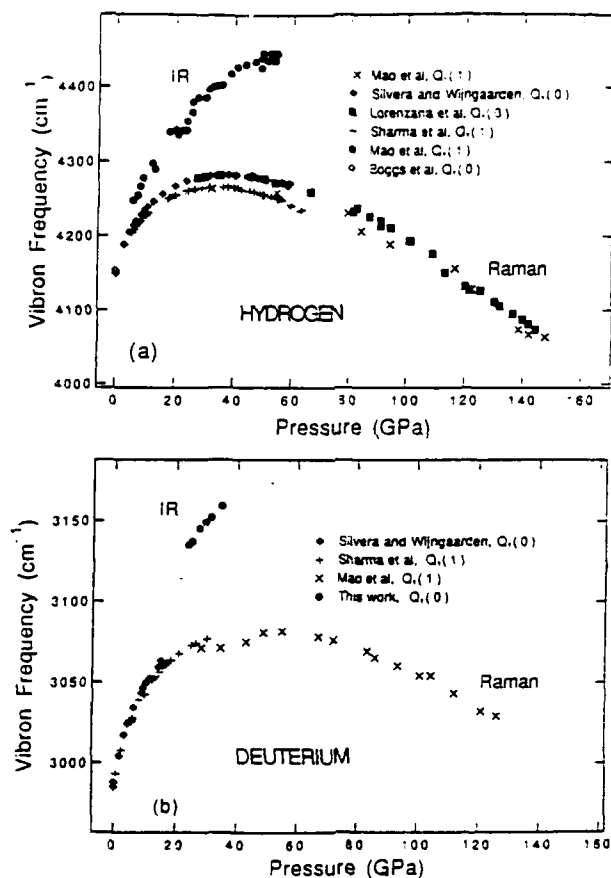 (a)
IR
× Mao et al, Q₁(1)
◆ Silvera and Wijngaarden, Q₁(0)
■ Lorenzana et al, Q₁(0)
- Sharma et al, Q₁(1)
● Mao et al, Q₁(1)
○ Boggs et al, Q₁(0)
Raman
HYDROGEN
Vibron Frequency (cm⁻¹)
4400
4300
4200
4100
4000
0 20 40 60 80 100 120 140 160
Pressure (GPa)
IR
◆ Silvera and Wijngaarden, Q₁(0)
+ Sharma et al, Q₁(1)
× Mao et al, Q₁(1)
● This work, Q₁(0)
Raman
DEUTERIUM
(b)
Vibron Frequency (cm⁻¹)
3150
3100
3050
3000
0 20 40 60 80 100 120 140 160
Pressure (GPa)